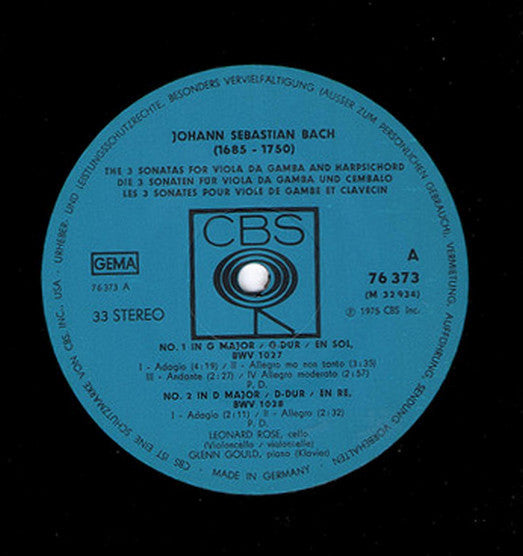 URHEBER- UND LEISTUNGSSCHUTZRECHTE, BESONDERS VERVIELFÄLTIGUNG (AUSSER ZUM PERSÖNLICHEN GEBRAUCH), VERMIETUNG, AUFFÜHRUNG, SENDUNG VORBEHALTEN
JOHANN SEBASTIAN BACH
(1685 - 1750)
THE 3 SONATAS FOR VIOLA DA GAMBA AND HARPSICHORD
DIE 3 SONATEN FÜR VIOLA DA GAMBA UND CEMBALO
LES 3 SONATES POUR VIOLE DE GAMBE ET CLAVECIN
CBS
GEMA
76373 A
33 STEREO
A
76 373
(M 32934)
℗ 1975 CBS Inc.
NO. 1 IN G MAJOR / G-DUR / EN SOL,
BWV 1027
I - Adagio (4:19) / II - Allegro ma non tanto (3:35)
III - Andante (2:27) / IV Allegro moderato (2:57)
P. D.
NO. 2 IN D MAJOR / D-DUR / EN RE,
BWV 1028
I - Adagio (2:11) / II - Allegro (2:32)
P. D.
LEONARD ROSE, cello
(Violoncello / violoncelle)
GLENN GOULD, piano (Klavier)
CBS IST EINE SCHUTZMARKE VON CBS, INC., USA · MADE IN GERMANY ·